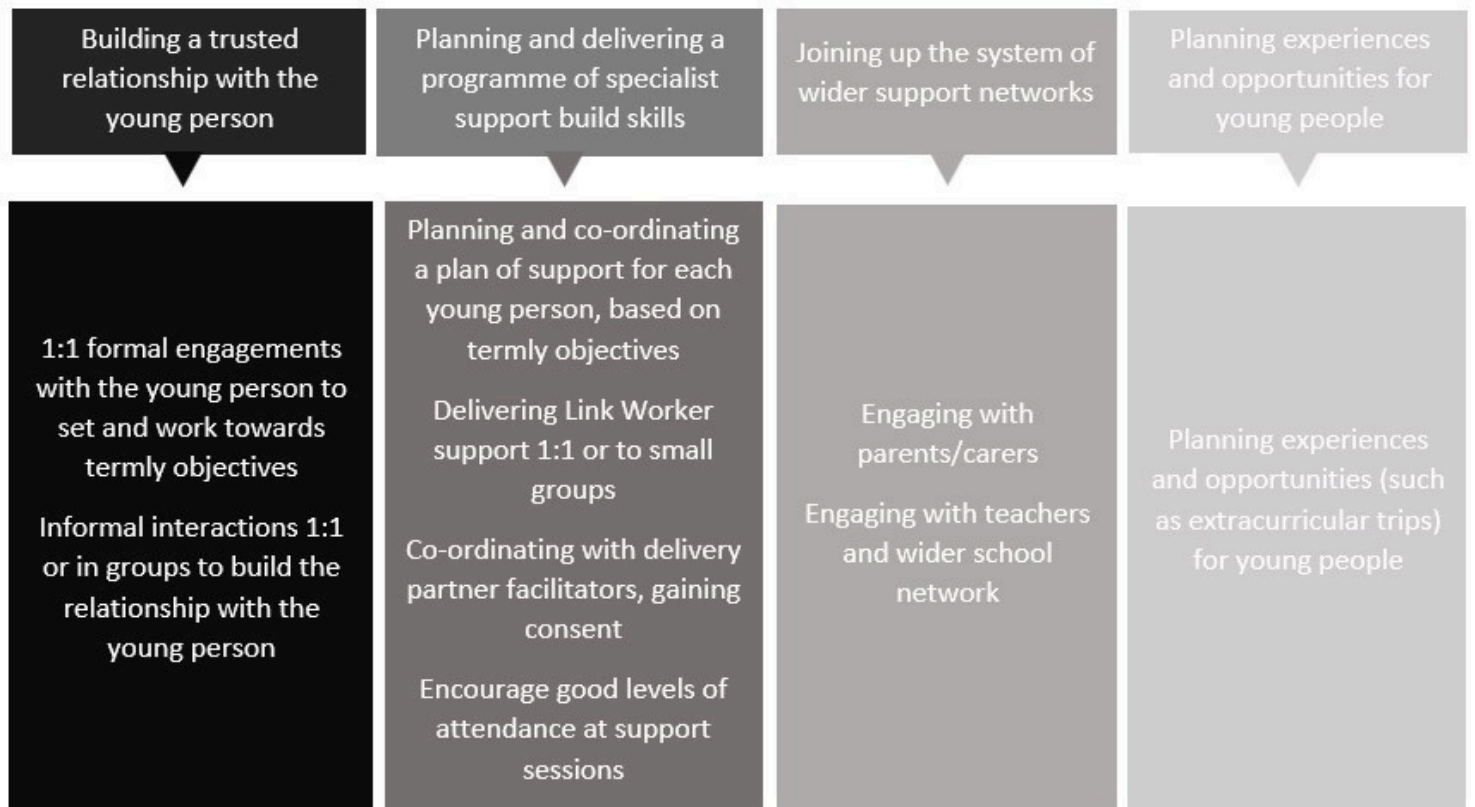 Building a trusted
relationship with the
young person
Planning and delivering a
programme of specialist
support build skills
Joining up the system of
wider support networks
Planning experiences
and opportunities for
young people
1:1 formal engagements
with the young person to
set and work towards
termly objectives
Informal interactions 1:1
or in groups to build the
relationship with the
young person
Planning and co-ordinating
a plan of support for each
young person, based on
termly objectives
Delivering Link Worker
support 1:1 or to small
groups
Co-ordinating with delivery
partner facilitators, gaining
consent
Encourage good levels of
attendance at support
sessions
Engaging with
parents/carers
Engaging with teachers
and wider school
network
Planning experiences
and opportunities (such
as extracurricular trips)
for young people